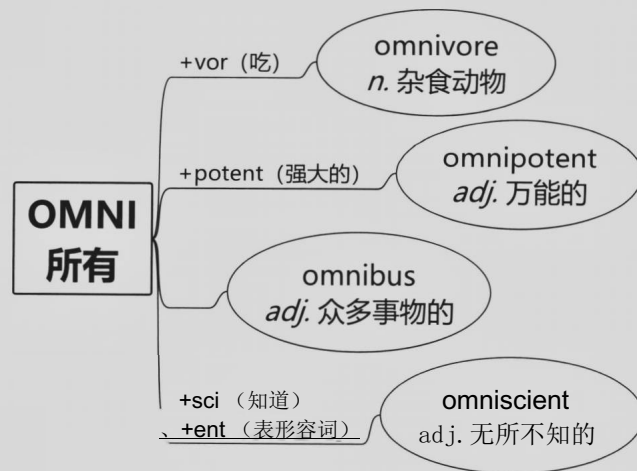 OMNI
所有
+vor（吃）
omnivore
n. 杂食动物
+potent（强大的）
omnipotent
adj. 万能的
omnibus
adj. 众多事物的
+sci （知道）
、+ent （表形容词）
omniscient
adj. 无所不知的